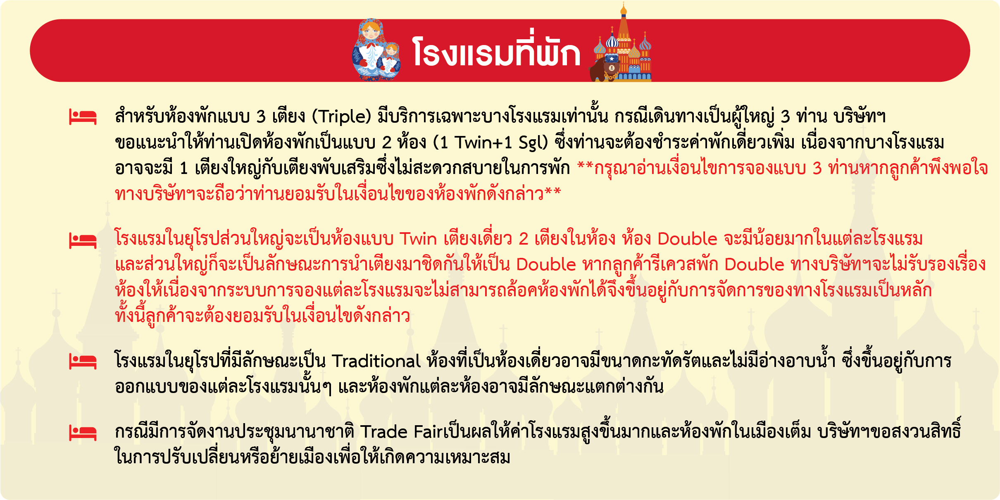 โรงแรมที่พัก
สำหรับห้องพักแบบ 3 เตียง (Triple) มีบริการเฉพาะบางโรงแรมเท่านั้น กรณีเดินทางเป็นผู้ใหญ่ 3 ท่าน บริษัทฯ
ขอแนะนำให้ท่านเปิดห้องพักเป็นแบบ 2 ห้อง (1 Twin+1 Sgl) ซึ่งท่านจะต้องชำระค่าพักเดี่ยวเพิ่ม เนื่องจากบางโรงแรม
อาจจะมี 1 เตียงใหญ่กับเตียงพับเสริมซึ่งไม่สะดวกสบายในการพัก **กรุณาอ่านเงื่อนไขการจองแบบ 3 ท่านหากลูกค้าพึงพอใจ
ทางบริษัทฯจะถือว่าท่านยอมรับในเงื่อนไขของห้องพักดังกล่าว**
โรงแรมในยุโรปส่วนใหญ่จะเป็นห้องแบบ Twin เตียงเดี่ยว 2 เตียงในห้อง ห้อง Double จะมีน้อยมากในแต่ละโรงแรม
และส่วนใหญ่ก็จะเป็นลักษณะการนำเตียงมาชิดกันให้เป็น Double หากลูกค้ารีเควสพัก Double ทางบริษัทฯจะไม่รับรองเรื่อง
ห้องให้เนื่องจากระบบการจองแต่ละโรงแรมจะไม่สามารถล้อคห้องพักได้จึงขึ้นอยู่กับการจัดการของทางโรงแรมเป็นหลัก
ทั้งนี้ลูกค้าจะต้องยอมรับในเงื่อนไขดังกล่าว
โรงแรมในยุโรปที่มีลักษณะเป็น Traditional ห้องที่เป็นห้องเดี่ยวอาจมีขนาดกะทัดรัตและไม่มีอ่างอาบน้ำ ซึ่งขึ้นอยู่กับการ
ออกแบบของแต่ละโรงแรมนั้นๆ และห้องพักแต่ละห้องอาจมีลักษณะแตกต่างกัน
กรณีมีการจัดงานประชุมนานาชาติ Trade Fairเป็นผลให้ค่าโรงแรมสูงขึ้นมากและห้องพักในเมืองเต็ม บริษัทฯขอสงวนสิทธิ์
ในการปรับเปลี่ยนหรือย้ายเมืองเพื่อให้เกิดความเหมาะสม